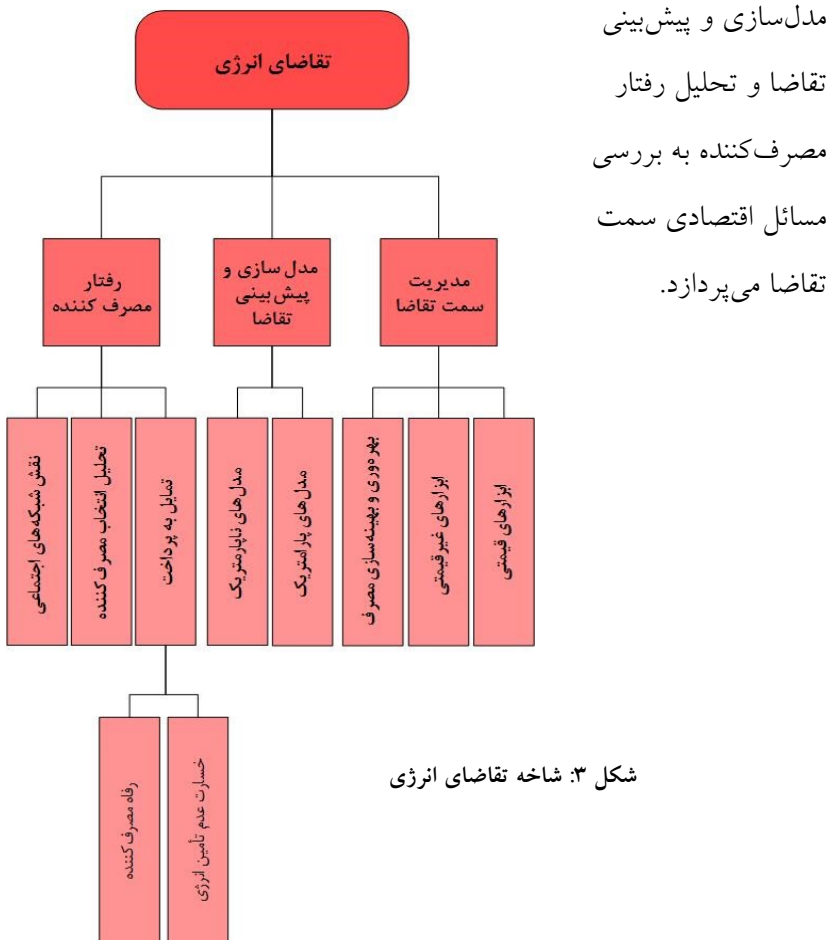 مدل‌سازی و پیش‌بینی
تقاضا و تحلیل رفتار
مصرف‌کننده به بررسی
مسائل اقتصادی سمت
تقاضا می‌پردازد.
تقاضای انرژی
مدیریت
سمت تقاضا
مدل سازی و
پیش‌بینی
تقاضا
رفتار
مصرف کننده
ابزارهای قیمتی
ابزارهای غیرقیمتی
بهره‌وری و بهینه‌سازی مصرف
مدل‌های پارامتریک
مدل‌های ناپارمتریک
تمایل به پرداخت
تحلیل انتخاب مصرف کننده
نقش شبکه‌های اجتماعی
خسارت عدم تأمین انرژی
رفاه مصرف‌کننده
شکل ۳: شاخه تقاضای انرژی